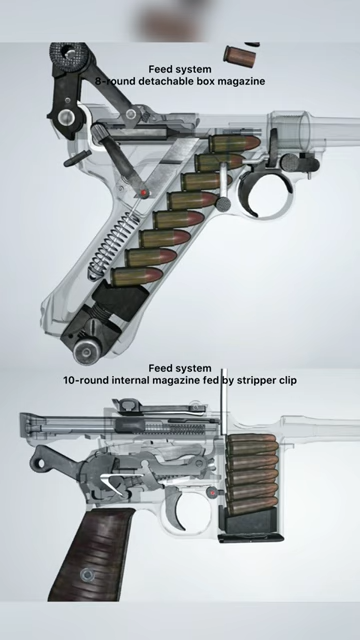 Feed system
8-round detachable box magazine
Feed system
10-round internal magazine fed by stripper clip